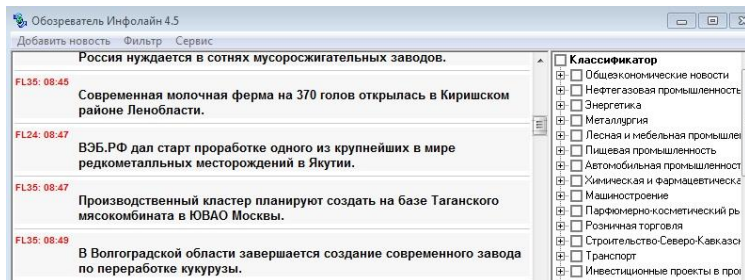 Обозреватель Инфолайн 4.5
Добавить новость Фильтр Сервис
Россия нуждается в сотнях мусоросжигательных заводов.
FL35: 08:45
Современная молочная ферма на 370 голов открылась в Киришском
районе Ленобласти.
FL24: 08:47
ВЭБ.РФ дал старт проработке одного из крупнейших в мире
редкометалльных месторождений в Якутии.
FL35: 08:47
Производственный кластер планируют создать на базе Таганского
мясокомбината в ЮВАО Москвы.
FL35: 08:49
В Волгоградской области завершается создание современного завода
по переработке кукурузы.
Классификатор
Общеэкономические новости
Нефтегазовая промышленность
Энергетика
Металлургия
Лесная и мебельная промышлен
Пищевая промышленность
Автомобильная промышленност
Химическая и фармацевтическа
Машиностроение
Парфюмерно-косметический ры
Розничная торговля
Строительство-Северо-Кавказск
Транспорт
Инвестиционные проекты в про